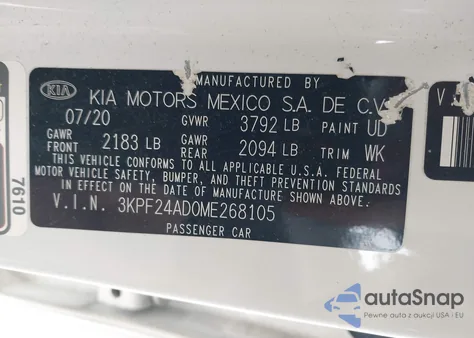 MANUFACTURED BY
KIA KIA MOTORS MEXICO S.A. DE C.V.
07/20 GVWR 3792 LB PAINT UD
GAWR FRONT 2183 LB GAWR REAR 2094 LB TRIM WK
THIS VEHICLE CONFORMS TO ALL APPLICABLE U.S.A. FEDERAL
MOTOR VEHICLE SAFETY, BUMPER, AND THEFT PREVENTION STANDARDS
IN EFFECT ON THE DATE OF MANUFACTURE SHOWN ABOVE.
V.I.N. 3KPF24AD0ME268105
PASSENGER CAR
7610
V.I
autaSnap
Pewne auta z aukcji USA i EU